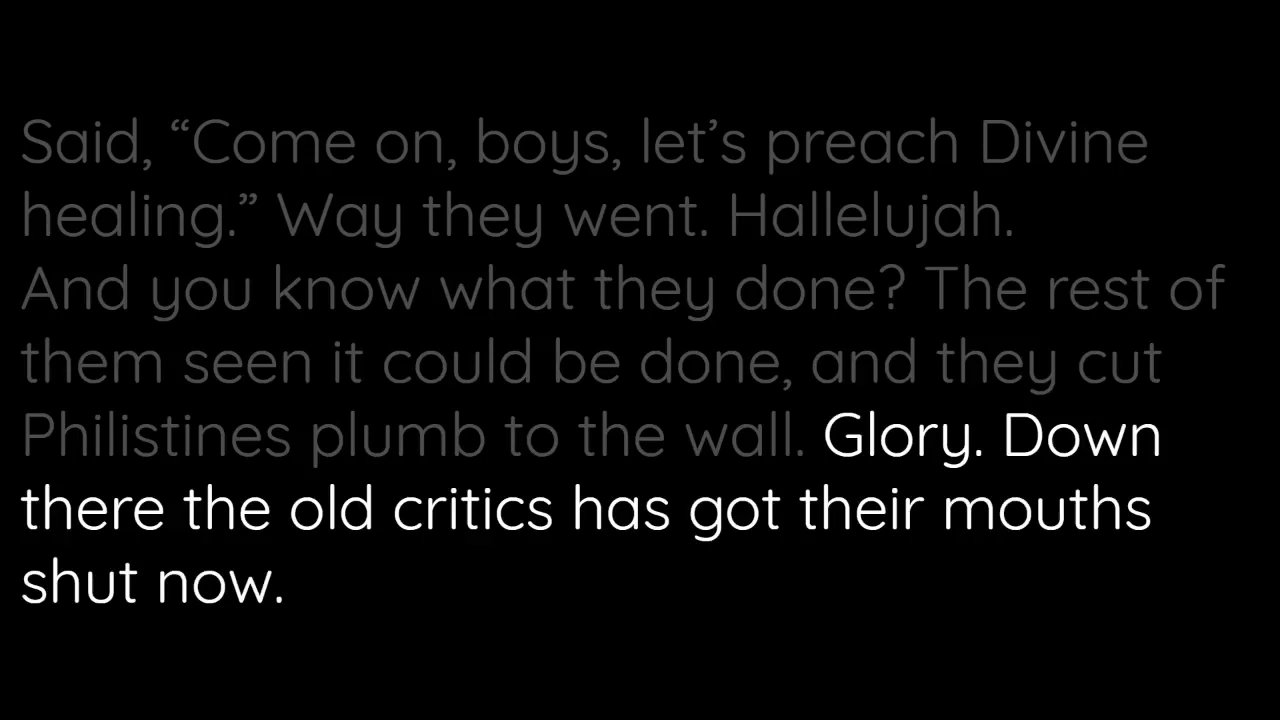 Said, “Come on, boys, let’s preach Divine
healing.” Way they went. Hallelujah.
And you know what they done? The rest of
them seen it could be done, and they cut
Philistines plumb to the wall. Glory. Down
there the old critics has got their mouths
shut now.